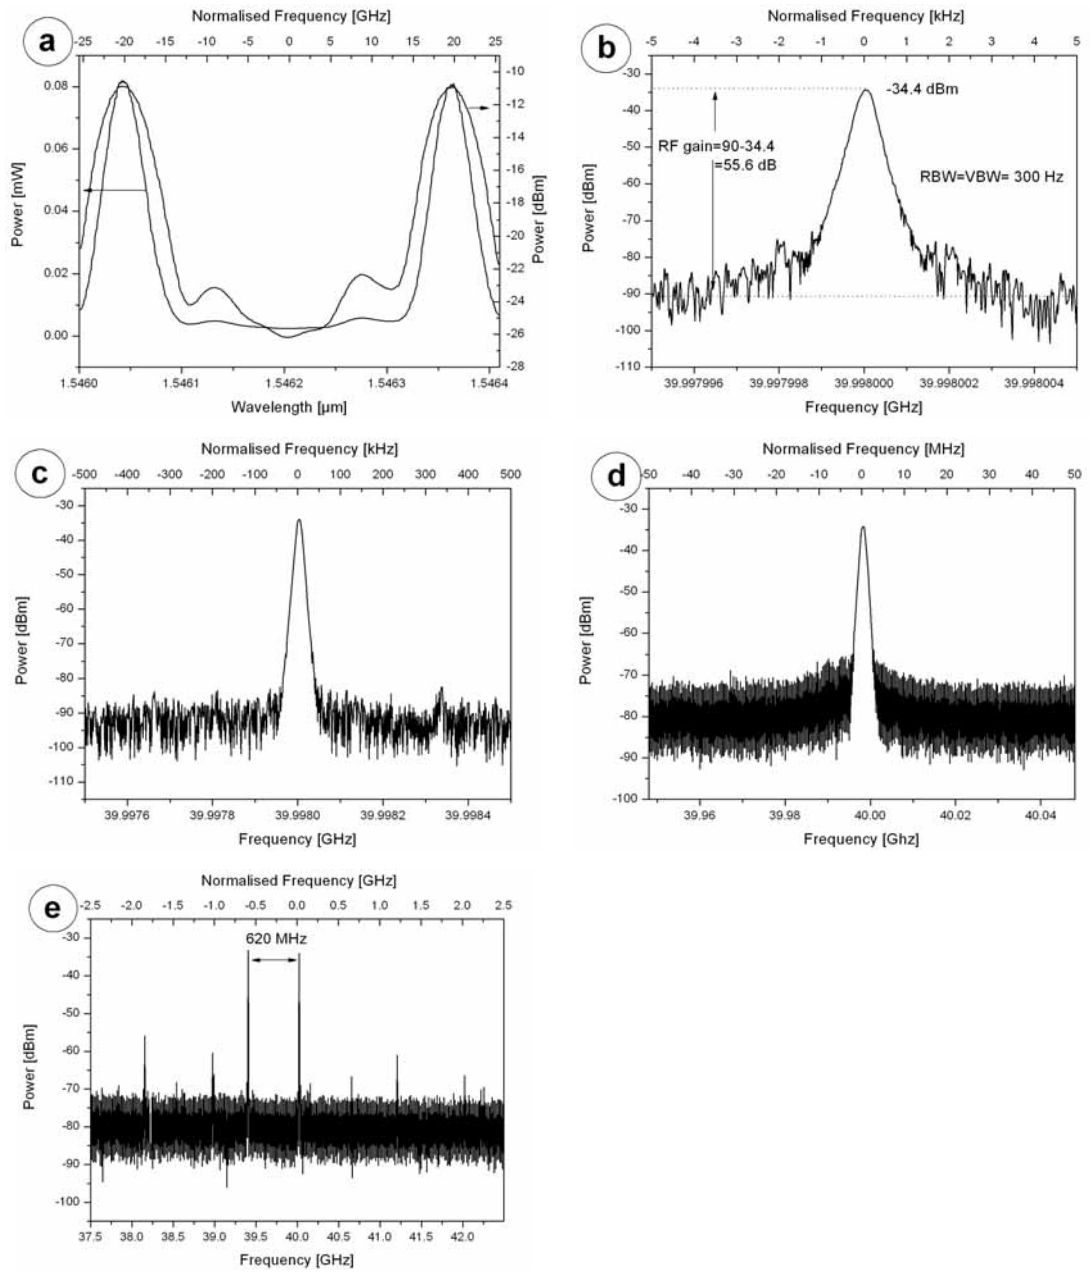 a
Normalised Frequency [GHz]
-25 -20 -15 -10 -5 0 5 10 15 20 25
0.08
0.06
0.04
0.02
0.00
Power [mW]
-10
-12
-14
-16
-18
-20
-22
-24
-26
-28
Power [dBm]
1.5460 1.5461 1.5462 1.5463 1.5464
Wavelength [µm]
b
Normalised Frequency [kHz]
-5 -4 -3 -2 -1 0 1 2 3 4 5
-30
-40
-50
-60
-70
-80
-90
-100
-110
Power [dBm]
-34.4 dBm
RF gain=90-34.4
=55.6 dB
RBW=VBW= 300 Hz
39.997996 39.997998 39.998000 39.998002 39.998004
Frequency [GHz]
c
Normalised Frequency [kHz]
-500 -400 -300 -200 -100 0 100 200 300 400 500
-30
-40
-50
-60
-70
-80
-90
-100
-110
Power [dBm]
39.9976 39.9978 39.9980 39.9982 39.9984
Frequency [GHz]
d
Normalised Frequency [MHz]
-50 -40 -30 -20 -10 0 10 20 30 40 50
-30
-40
-50
-60
-70
-80
-90
-100
Power [dBm]
39.96 39.98 40.00 40.02 40.04
Frequency [Ghz]
e
Normalised Frequency [GHz]
-2.5 -2.0 -1.5 -1.0 -0.5 0.0 0.5 1.0 1.5 2.0 2.5
620 MHz
-30
-40
-50
-60
-70
-80
-90
-100
Power [dBm]
37.5 38.0 38.5 39.0 39.5 40.0 40.5 41.0 41.5 42.0
Frequency [GHz]